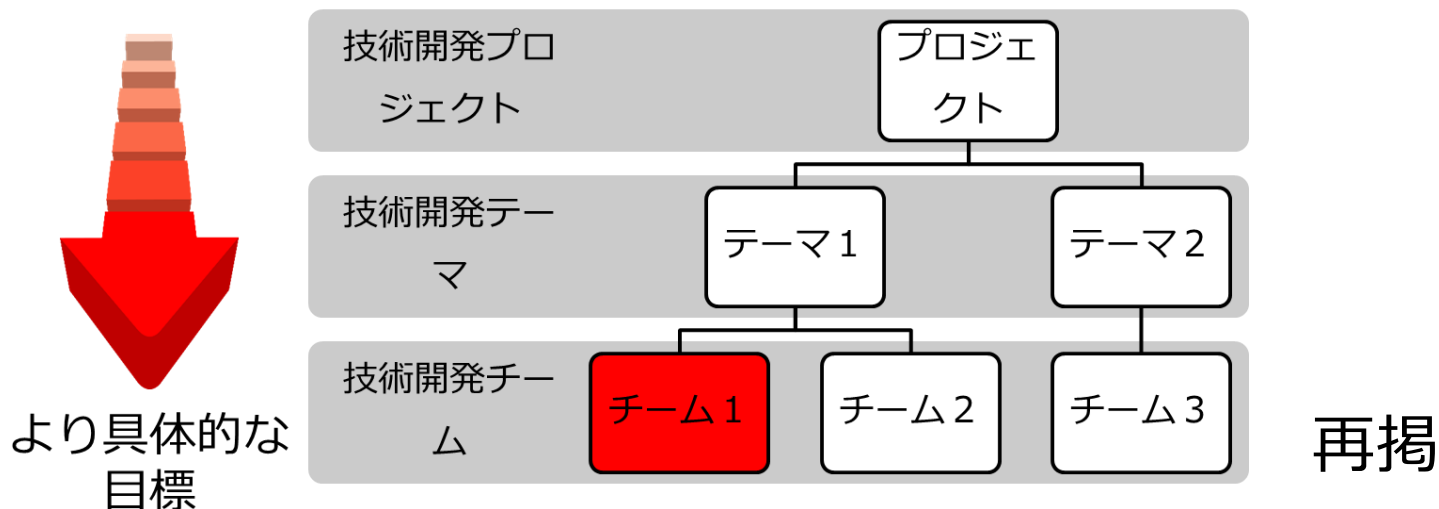 技術開発プロ
ジェクト
プロジェ
クト
技術開発テー
マ
テーマ１
テーマ２
技術開発チー
ム
チーム１
チーム２
チーム３
より具体的な
目標
再掲